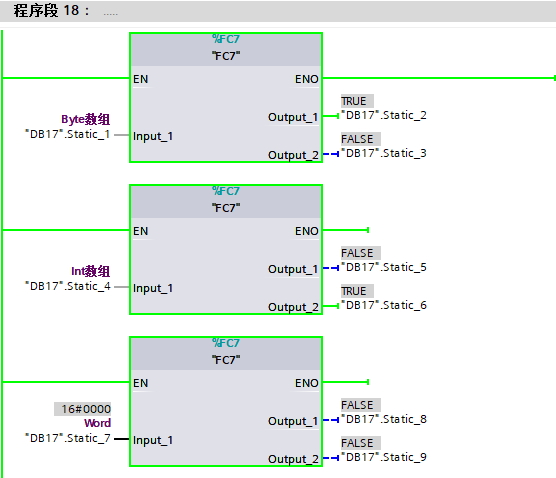 程序段 18： .....
%FC7
"FC7"
EN
ENO
Byte数组
"DB17".Static_1
Input_1
Output_1
TRUE
"DB17".Static_2
Output_2
FALSE
"DB17".Static_3
%FC7
"FC7"
EN
ENO
Int数组
"DB17".Static_4
Input_1
Output_1
FALSE
"DB17".Static_5
Output_2
TRUE
"DB17".Static_6
%FC7
"FC7"
EN
ENO
16#0000
Word
"DB17".Static_7
Input_1
Output_1
FALSE
"DB17".Static_8
Output_2
FALSE
"DB17".Static_9